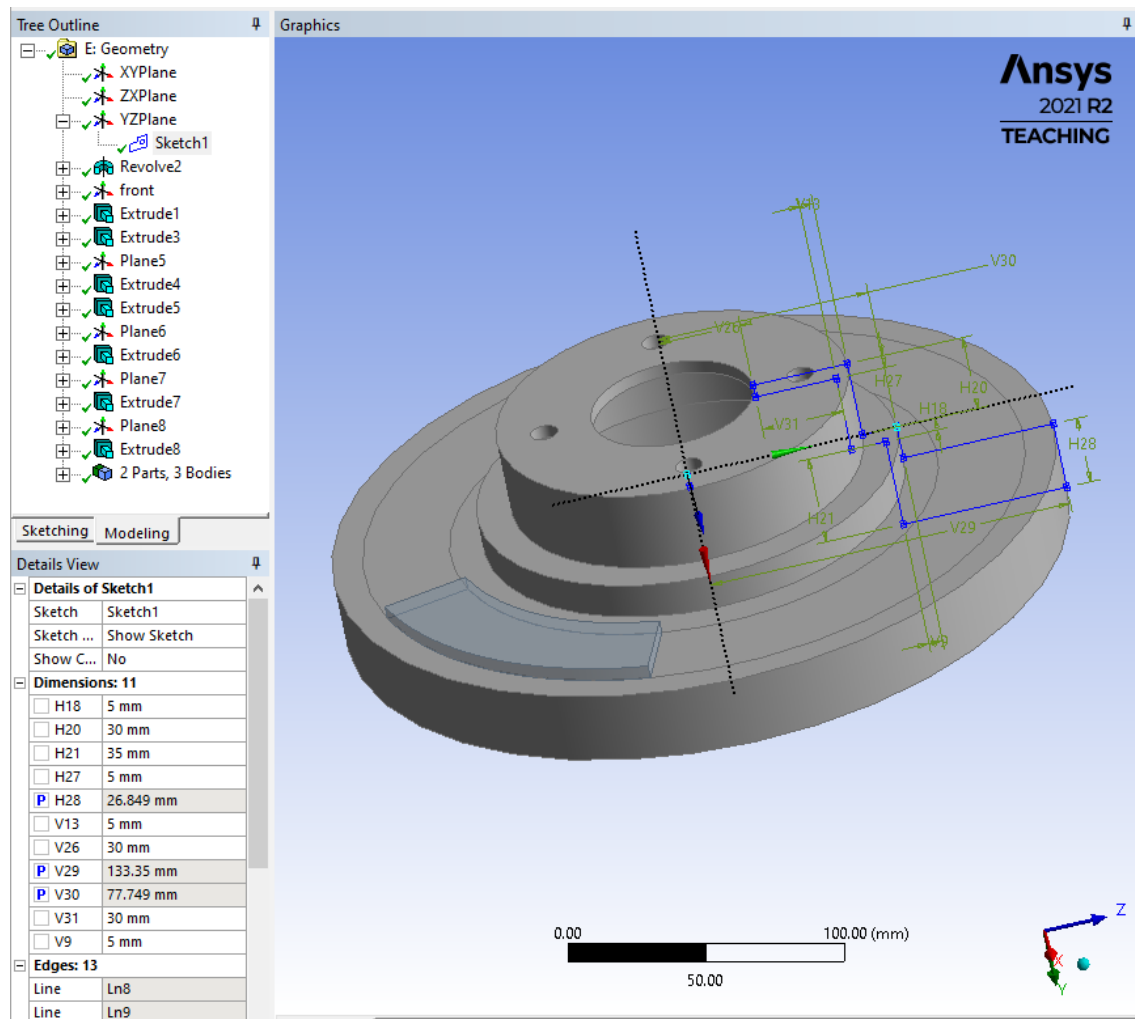 Tree Outline
E: Geometry
XYPlane
ZXPlane
YZPlane
Sketch1
Revolve2
front
Extrude1
Extrude3
Plane5
Extrude4
Extrude5
Plane6
Extrude6
Plane7
Extrude7
Plane8
Extrude8
2 Parts, 3 Bodies
Sketching Modeling
Details View
Details of Sketch1
Sketch Sketch1
Sketch ... Show Sketch
Show C... No
Dimensions: 11
H18 5 mm
H20 30 mm
H21 35 mm
H27 5 mm
P H28 26.849 mm
V13 5 mm
V26 30 mm
P V29 133.35 mm
P V30 77.749 mm
V31 30 mm
V9 5 mm
Edges: 13
Line Ln8
Line Ln9
Graphics
Ansys
2021 R2
TEACHING
V13
V30
V26
H27
H20
V31
H18
H28
H21
V29
V9
0.00 100.00 (mm)
50.00
Z
X
Y